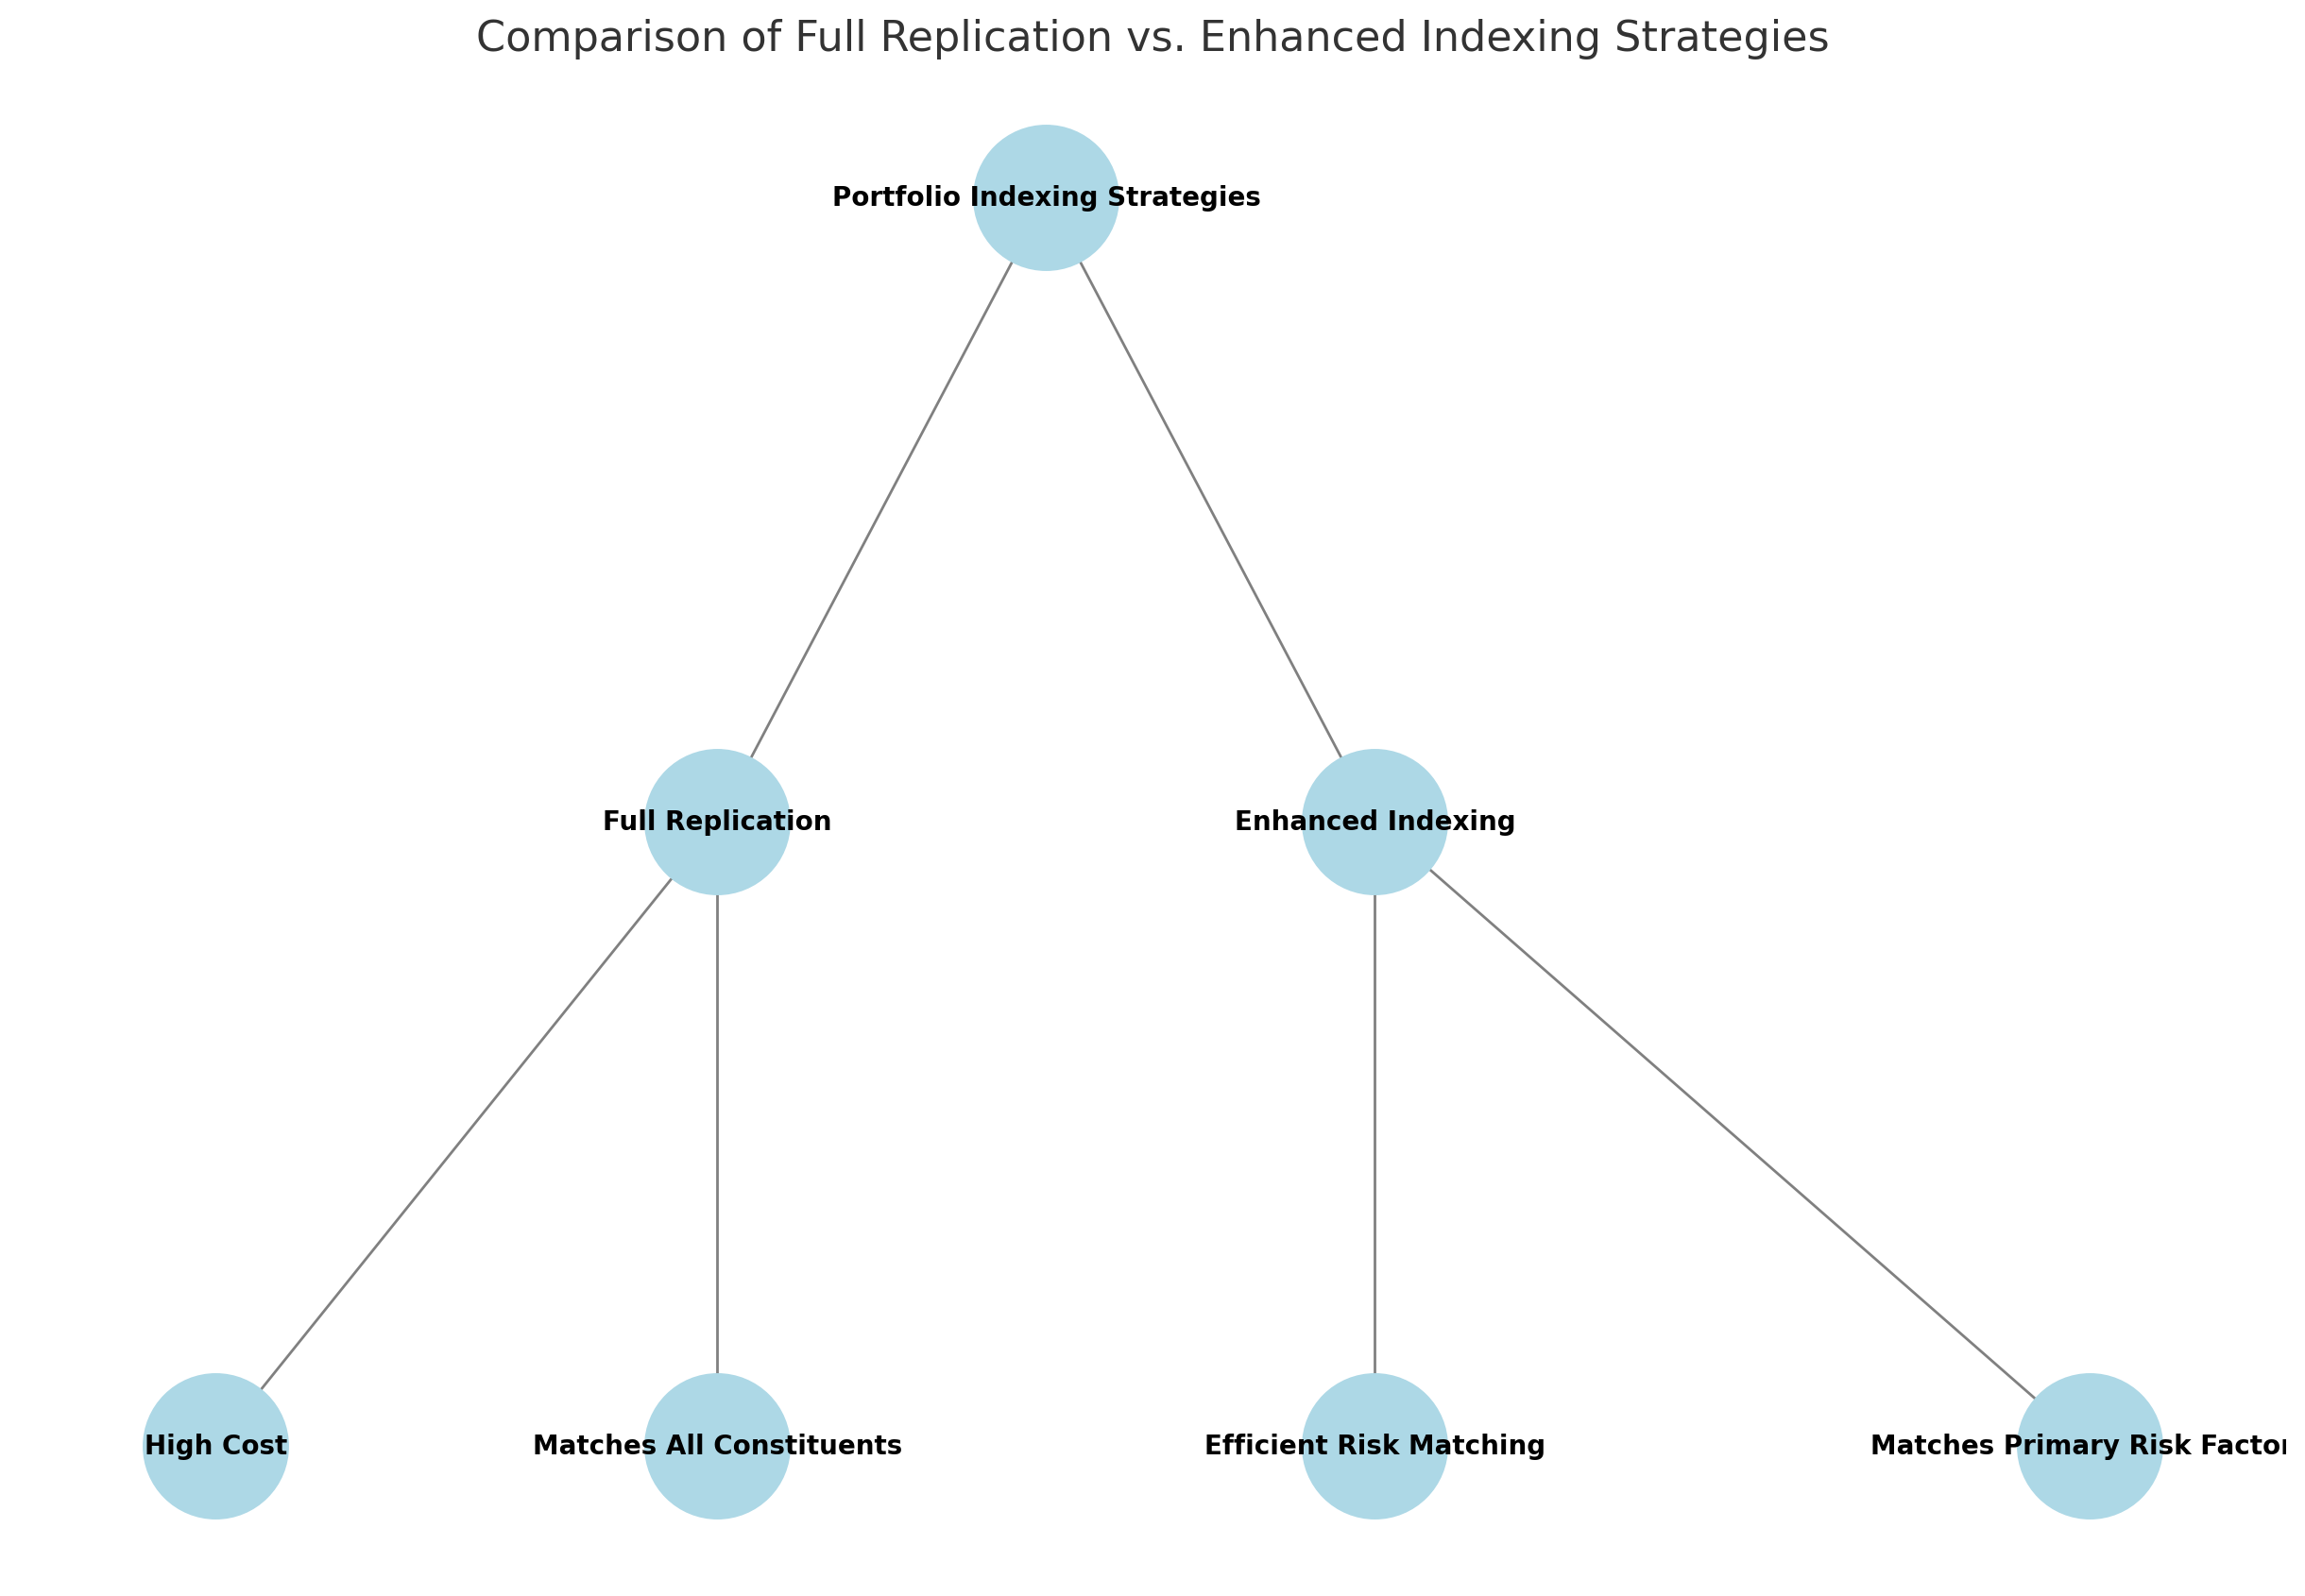 Comparison of Full Replication vs. Enhanced Indexing Strategies
Portfolio Indexing Strategies
Full Replication
Enhanced Indexing
High Cost
Matches All Constituents
Efficient Risk Matching
Matches Primary Risk Factor